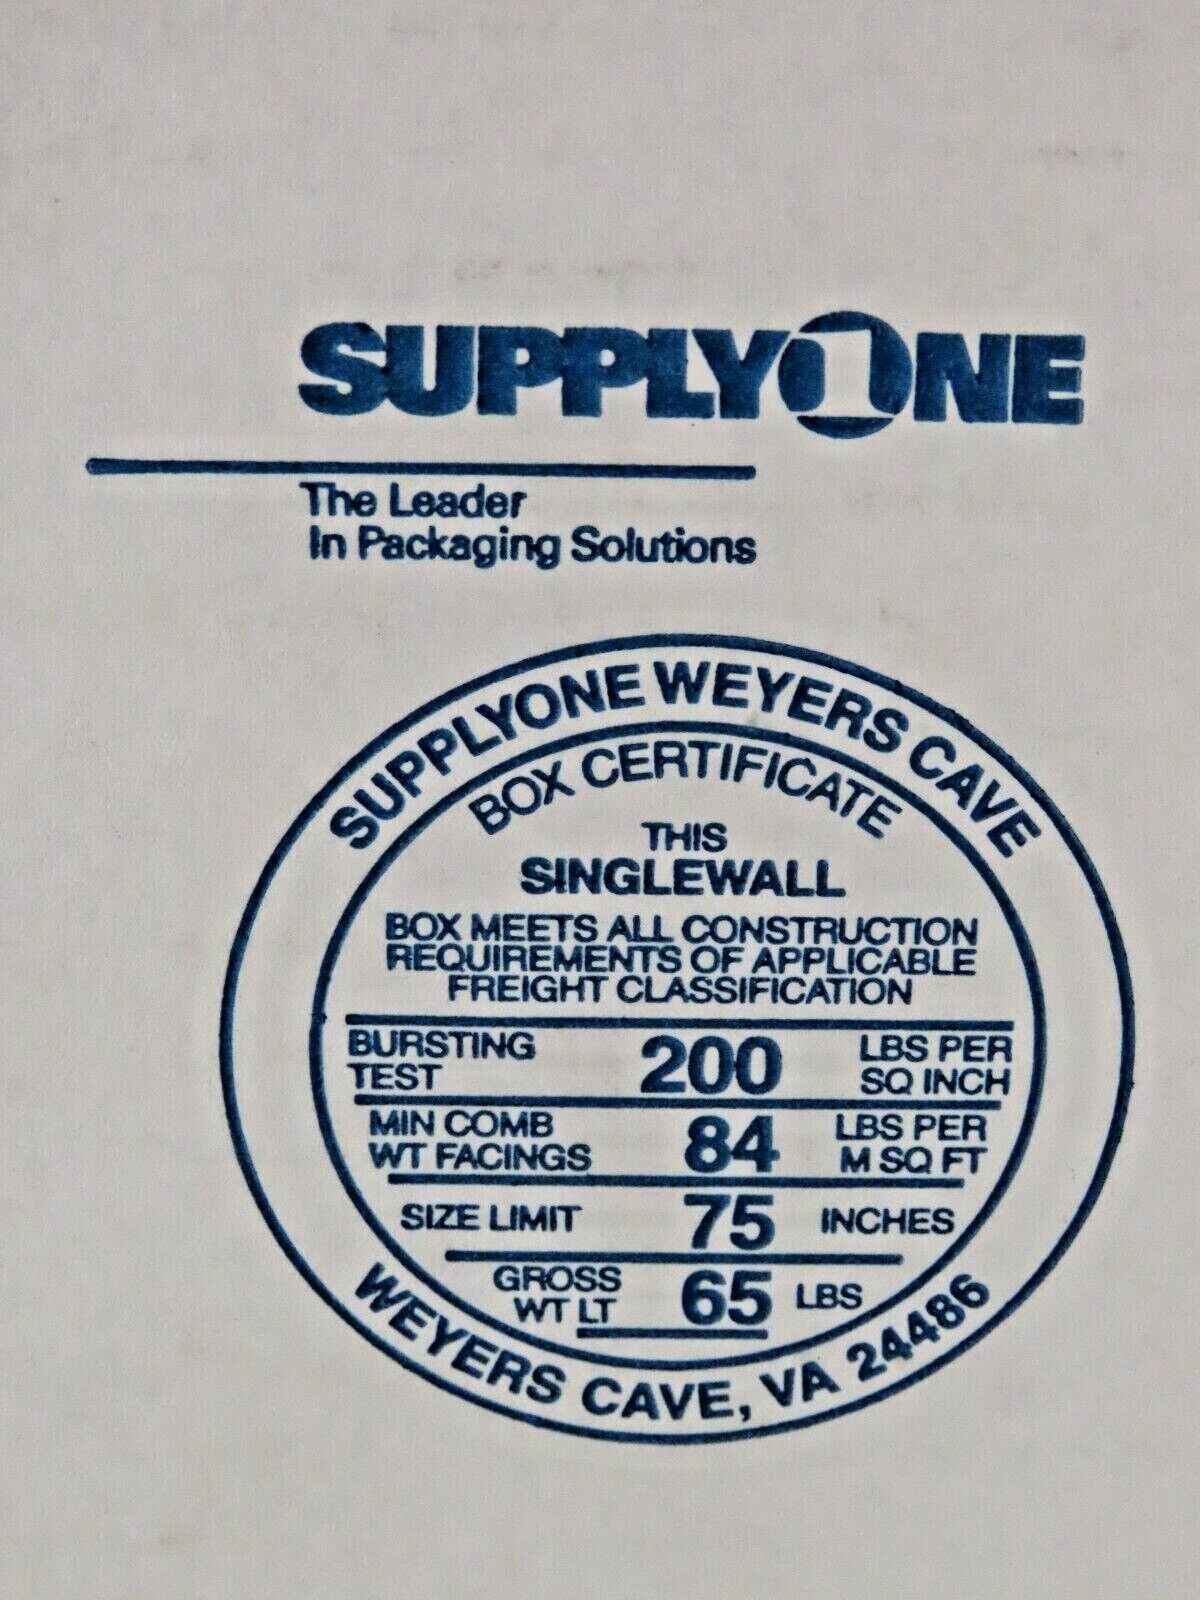 SUPPLYONE
The Leader
In Packaging Solutions
SUPPLYONE WEYERS CAVE
BOX CERTIFICATE
THIS
SINGLEWALL
BOX MEETS ALL CONSTRUCTION
REQUIREMENTS OF APPLICABLE
FREIGHT CLASSIFICATION
BURSTING TEST 200 LBS PER SQ INCH
MIN COMB WT FACINGS 84 LBS PER M SQ FT
SIZE LIMIT 75 INCHES
GROSS WT LT 65 LBS
WEYERS CAVE, VA 24486